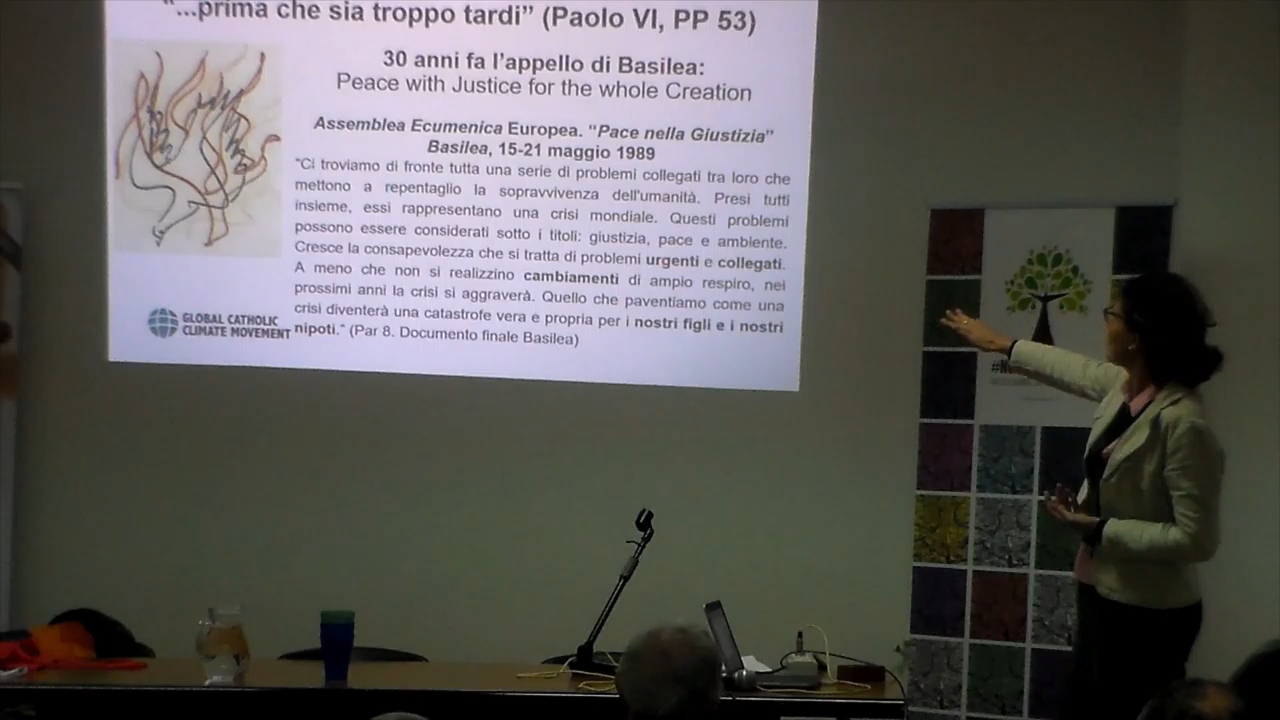 “...prima che sia troppo tardi” (Paolo VI, PP 53)
30 anni fa l’appello di Basilea:
Peace with Justice for the whole Creation
Assemblea Ecumenica Europea. “Pace nella Giustizia”
Basilea, 15-21 maggio 1989
“Ci troviamo di fronte tutta una serie di problemi collegati tra loro che
mettono a repentaglio la sopravvivenza dell'umanità. Presi tutti
insieme, essi rappresentano una crisi mondiale. Questi problemi
possono essere considerati sotto i titoli: giustizia, pace e ambiente.
Cresce la consapevolezza che si tratta di problemi urgenti e collegati.
A meno che non si realizzino cambiamenti di ampio respiro, nei
prossimi anni la crisi si aggraverà. Quello che paventiamo come una
crisi diventerà una catastrofe vera e propria per i nostri figli e i nostri
nipoti.” (Par 8. Documento finale Basilea)
GLOBAL CATHOLIC
CLIMATE MOVEMENT